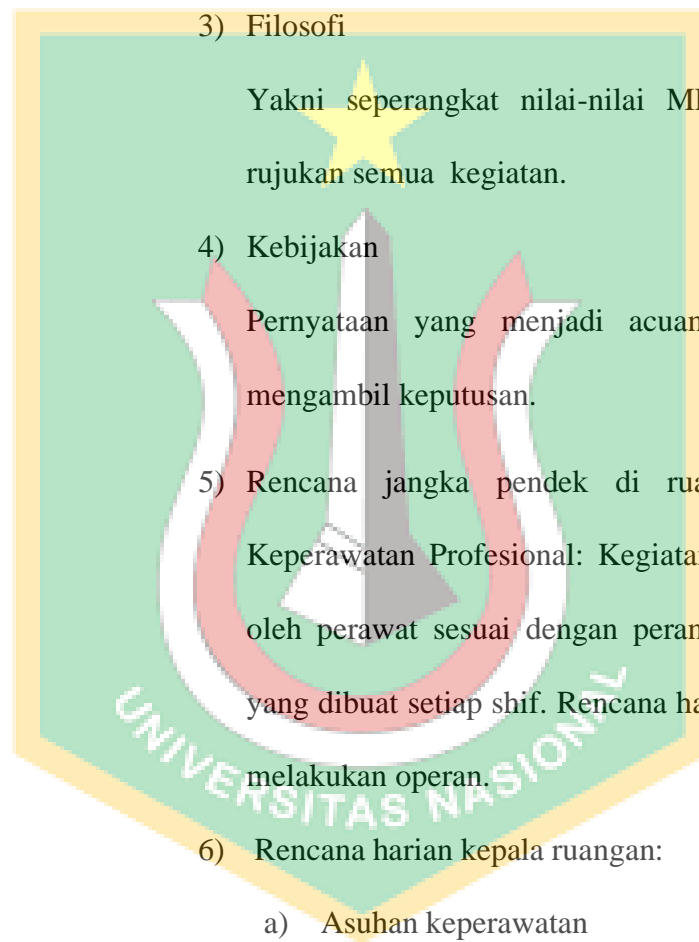 3) Filosofi
Yakni seperangkat nilai-nilai
rujukan semua kegiatan.
4) Kebijakan
Pernyataan yang menjadi acuan
mengambil keputusan.
5) Rencana jangka pendek di
Keperawatan Profesional: Kegiatan
oleh perawat sesuai dengan peran
yang dibuat setiap shif. Rencana
melakukan operan.
6) Rencana harian kepala ruangan:
a) Asuhan keperawatan
UNIVERSITAS NASIONAL